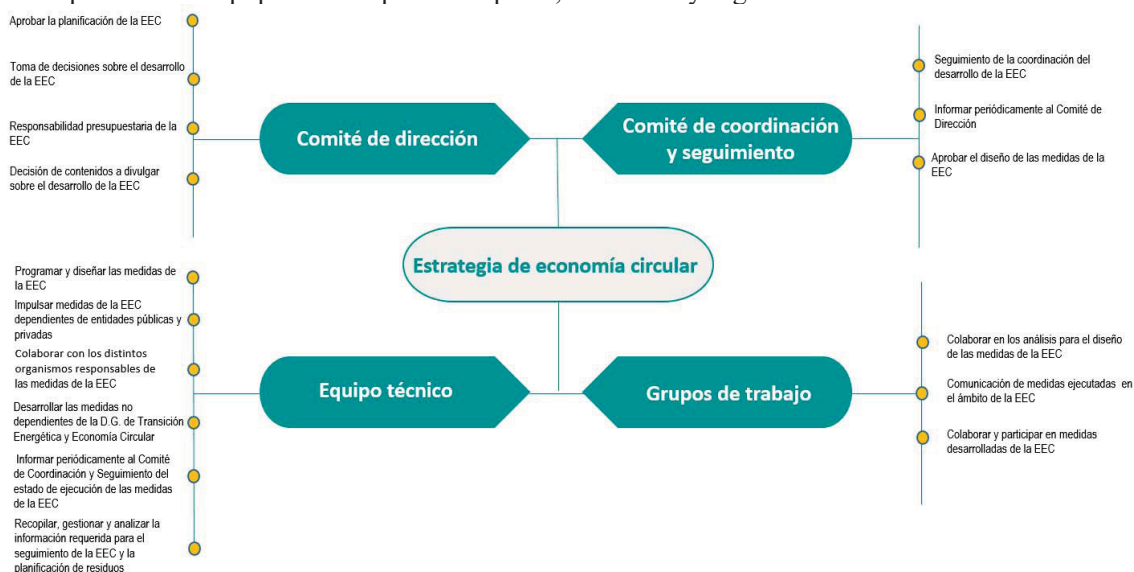 Aprobar la planificación de la EEC
Toma de decisiones sobre el desarrollo
de la EEC
Responsabilidad presupuestaria de la
EEC
Decisión de contenidos a divulgar
sobre el desarrollo de la EEC
Comité de dirección
Comité de coordinación
y seguimiento
Seguimiento de la coordinación del
desarrollo de la EEC
Informar periódicamente al Comité de
Dirección
Aprobar el diseño de las medidas de la
EEC
Estrategia de economía circular
Programar y diseñar las medidas de
la EEC
Impulsar medidas de la EEC
dependientes de entidades públicas y
privadas
Colaborar con los distintos
organismos responsables de
las medidas de la EEC
Desarrollar las medidas no
dependientes de la D.G. de Transición
Energética y Economía Circular
Informar periódicamente al Comité
de Coordinación y Seguimiento del
estado de ejecución de las medidas
de la EEC
Recopilar, gestionar y analizar la
información requerida para el
seguimiento de la EEC y la
planificación de residuos
Equipo técnico
Grupos de trabajo
Colaborar en los análisis para el diseño
de las medidas de la EEC
Comunicación de medidas ejecutadas en
el ámbito de la EEC
Colaborar y participar en medidas
desarrolladas de la EEC